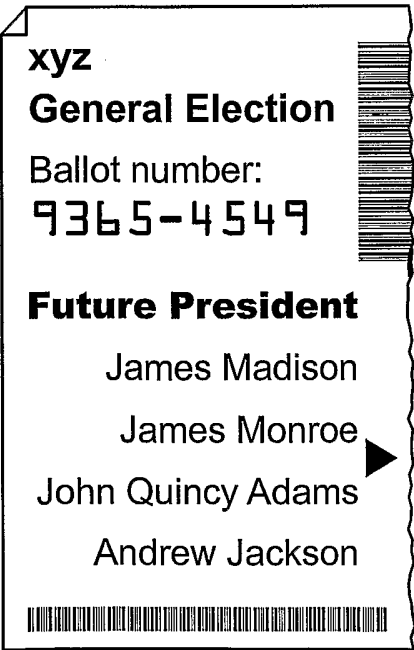 xyz
General Election
Ballot number:
9365-4549
Future President
James Madison
James Monroe
John Quincy Adams
Andrew Jackson